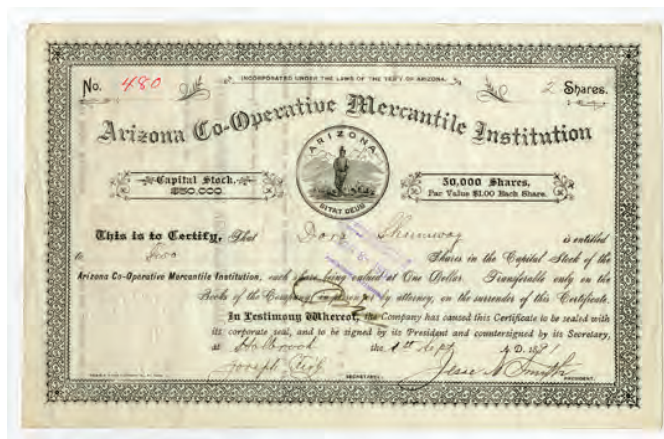 INCORPORATED UNDER THE LAWS OF THE TER'Y OF ARIZONA.
No. 480
2 Shares.
Arizona Co-Operative Mercantile Institution
ARIZONA
DITAT DEUS
Capital Stock,
$50,000
50,000 Shares,
Par Value $1.00 Each Share.
This is to Certify, That Dora Shumway is entitled
to Two Shares in the Capital Stock of the
Arizona Co-Operative Mercantile Institution, each share being valued at One Dollar. Transferable only on the
Books of the Company in person or by attorney, on the surrender of this Certificate.
In Testimony Whereof, the Company has caused this Certificate to be sealed with
its corporate seal, and to be signed by its President and countersigned by its Secretary,
at Holbrook the 1st Sept A.D. 1891
Joseph SECRETARY. Jesse N Smith PRESIDENT.